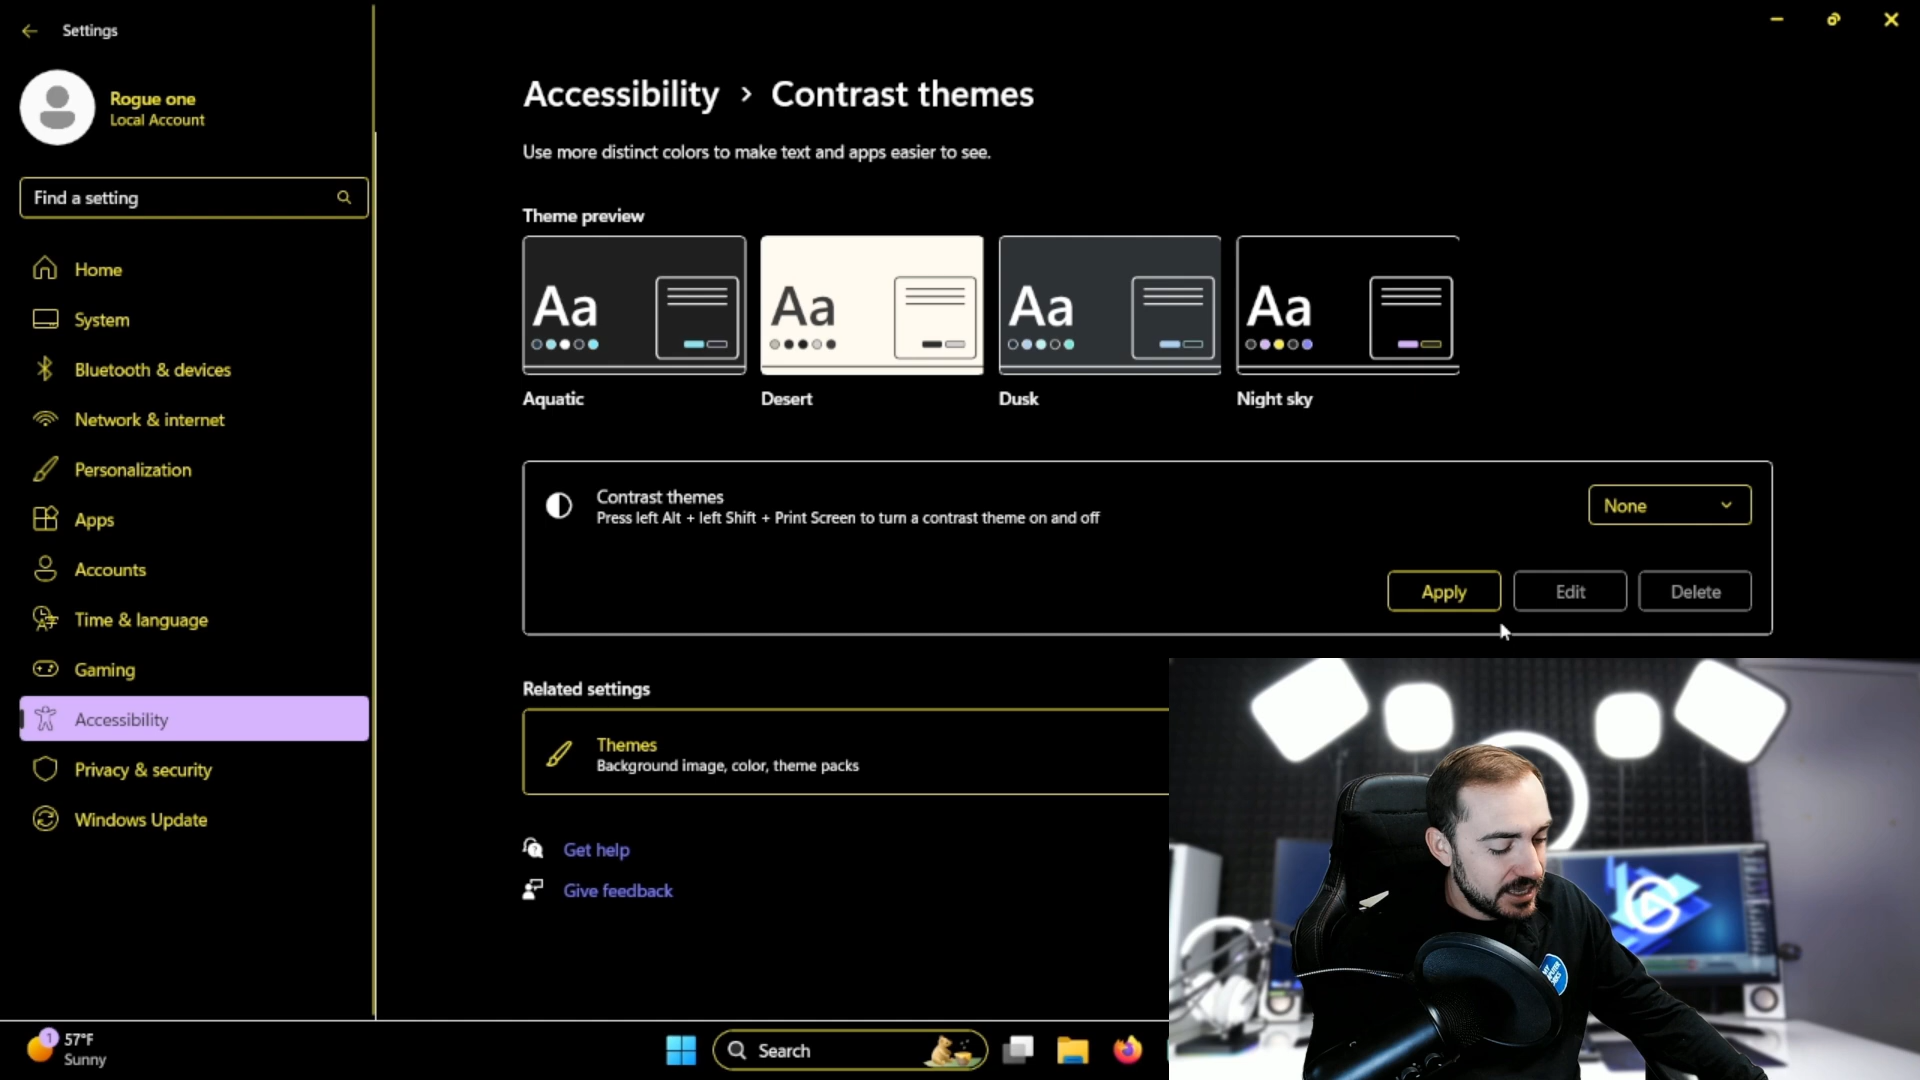 Settings
Rogue one
Local Account
Find a setting
Home
System
Bluetooth & devices
Network & internet
Personalization
Apps
Accounts
Time & language
Gaming
Accessibility
Privacy & security
Windows Update
Accessibility > Contrast themes
Use more distinct colors to make text and apps easier to see.
Theme preview
Aa Aa Aa Aa
Aquatic Desert Dusk Night sky
Contrast themes
Press left Alt + left Shift + Print Screen to turn a contrast theme on and off
None
Apply Edit Delete
Related settings
Themes
Background image, color, theme packs
Get help
Give feedback
1
57°F
Sunny
Search